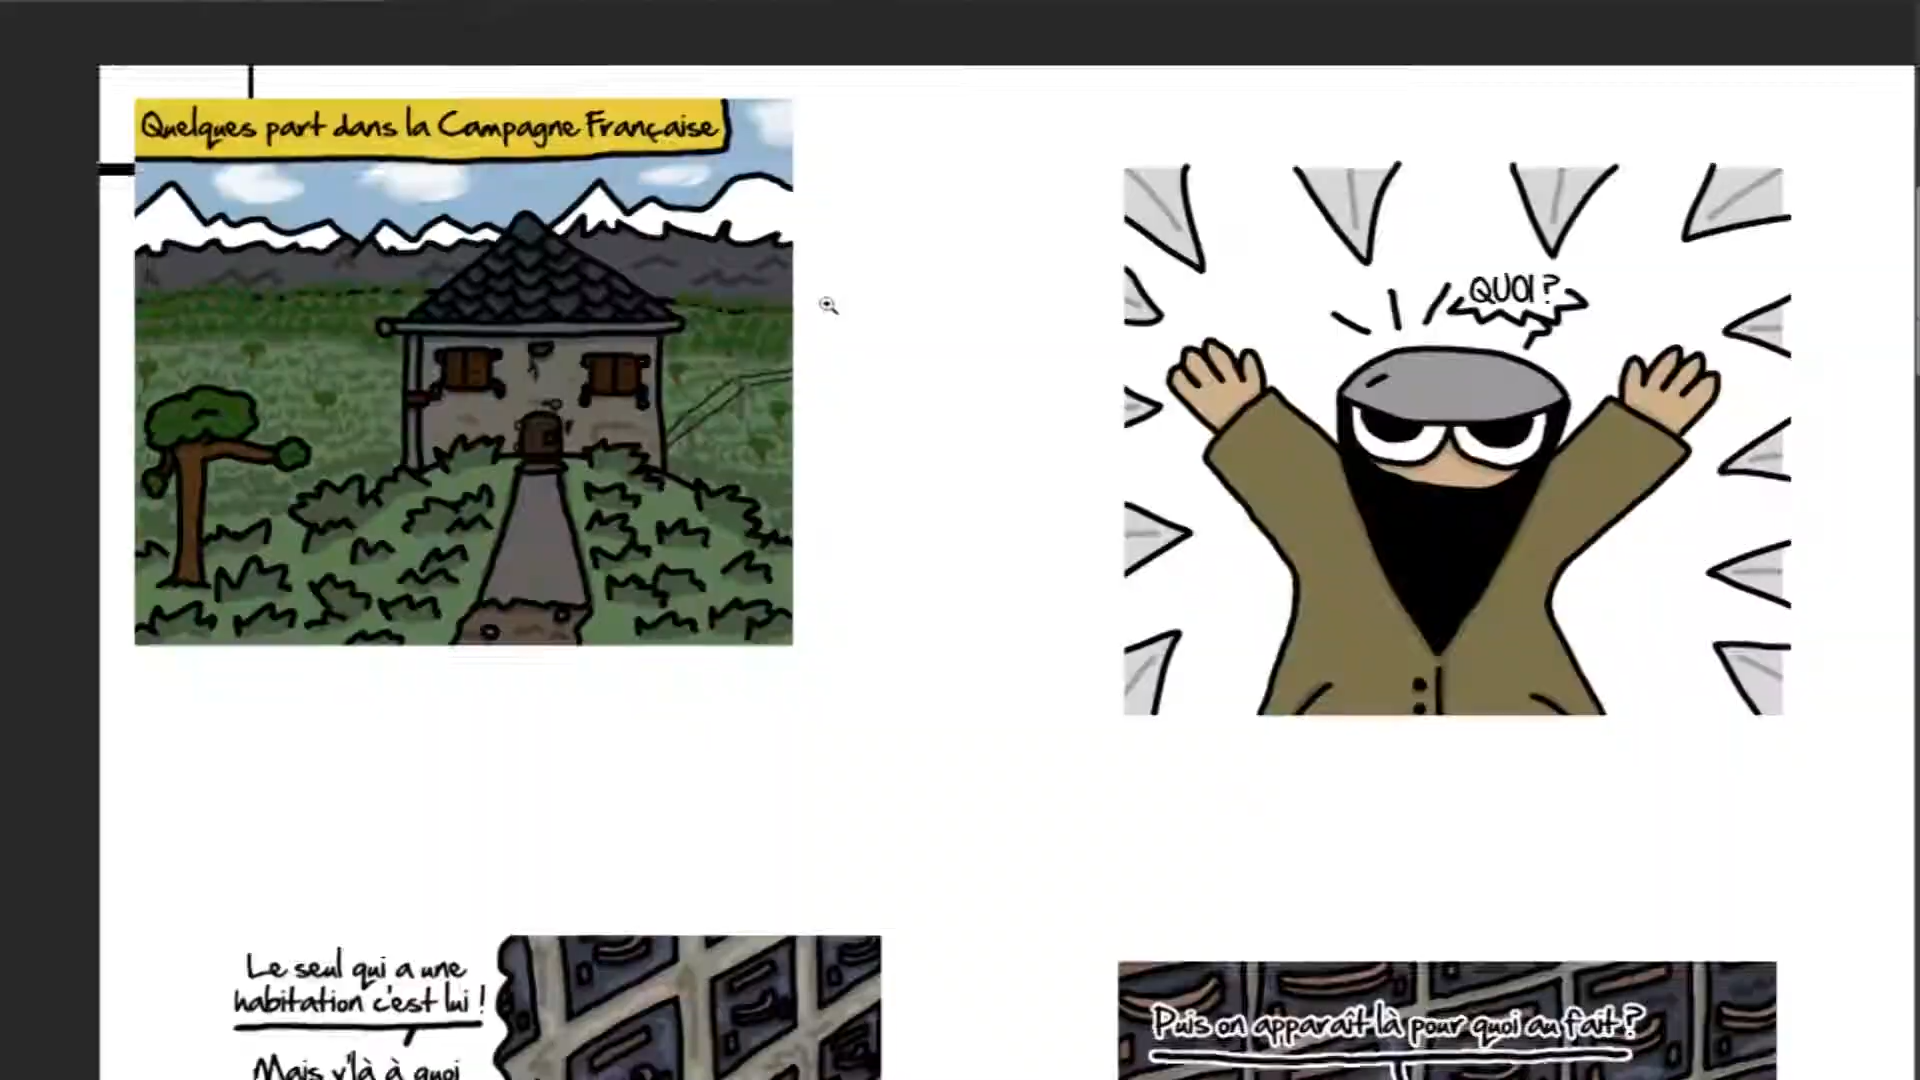 Quelques part dans la Campagne Française
QUOI ?
Le seul qui a une
habitation c'est lui !
Mais v'là à quoi
Puis on apparaît là pour quoi au fait ?